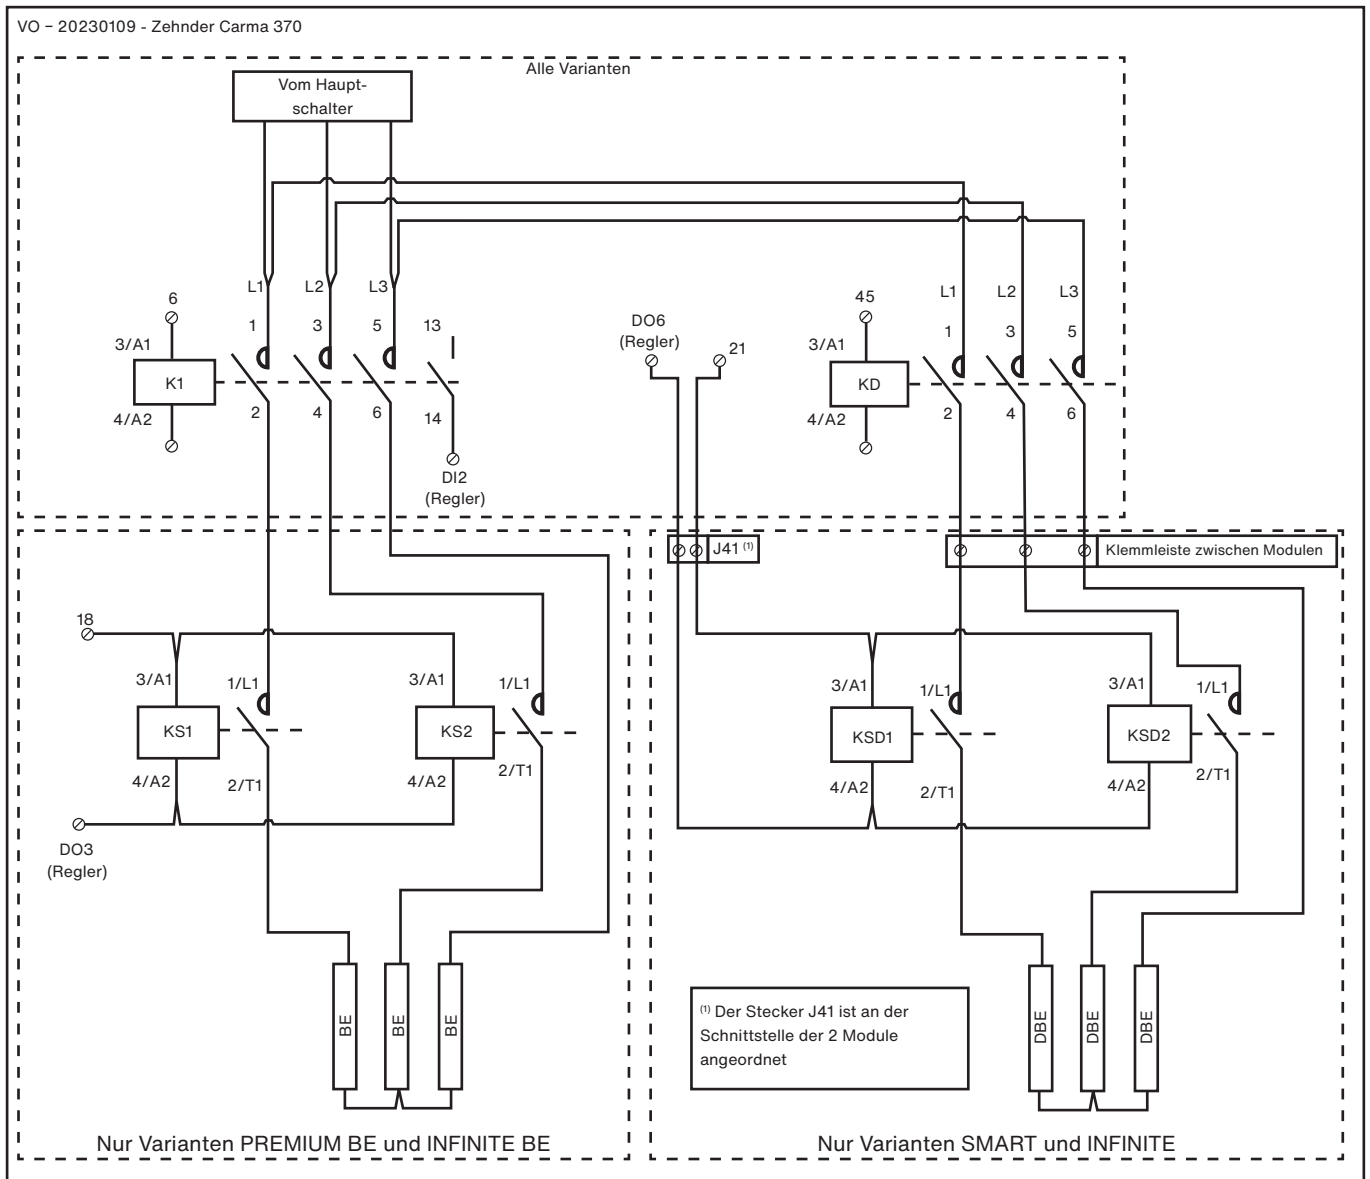 VO – 20230109 - Zehnder Carma 370
Alle Varianten
Vom Haupt-
schalter
L1
L2
L3
6
1
3
5
13
3/A1
K1
4/A2
2
4
6
14
DI2
(Regler)
DO6
(Regler)
21
45
L1
L2
L3
1
3
5
3/A1
KD
4/A2
2
4
6
J41 (1)
Klemmleiste zwischen Modulen
18
3/A1
1/L1
KS1
4/A2
2/T1
3/A1
1/L1
KS2
4/A2
2/T1
DO3
(Regler)
BE
BE
BE
Nur Varianten PREMIUM BE und INFINITE BE
3/A1
1/L1
KSD1
4/A2
2/T1
3/A1
1/L1
KSD2
4/A2
2/T1
(1) Der Stecker J41 ist an der
Schnittstelle der 2 Module
angeordnet
DBE
DBE
DBE
Nur Varianten SMART und INFINITE